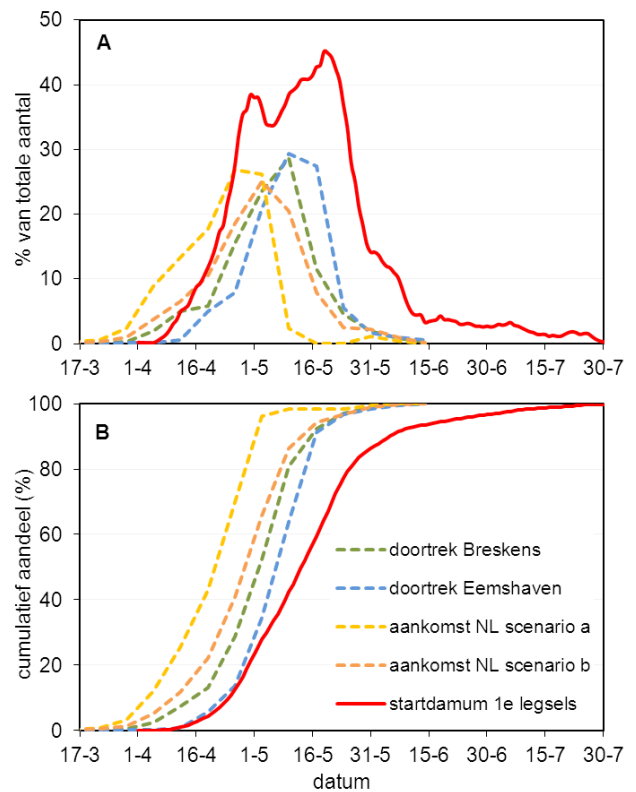 50
A
40
30
20
10
0
% van totale aantal
17-3 1-4 16-4 1-5 16-5 31-5 15-6 30-6 15-7 30-7
100
B
80
60
40
20
0
cumulatief aandeel (%)
doortrek Breskens
doortrek Eemshaven
aankomst NL scenario a
aankomst NL scenario b
startdamum 1e legsels
17-3 1-4 16-4 1-5 16-5 31-5 15-6 30-6 15-7 30-7
datum